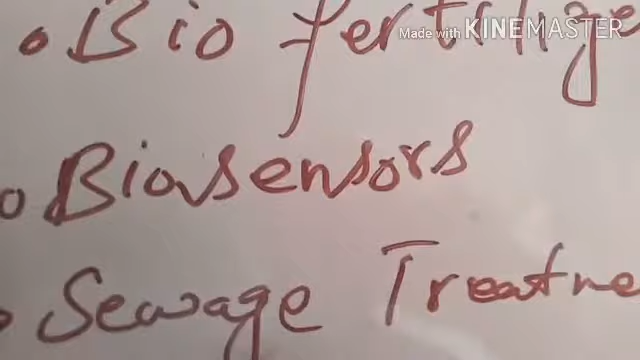 • Bio fertilize
Made with KINEMASTER
• Biosensors
• Sewage Treatme